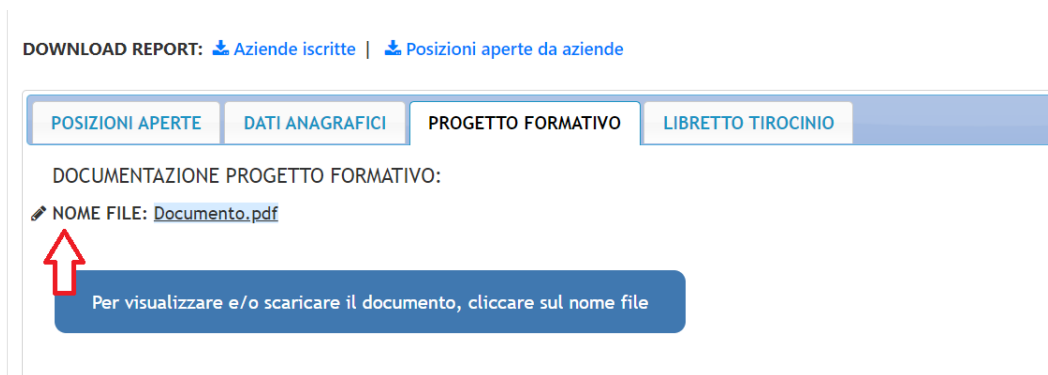 DOWNLOAD REPORT: Aziende iscritte | Posizioni aperte da aziende
POSIZIONI APERTE DATI ANAGRAFICI PROGETTO FORMATIVO LIBRETTO TIROCINIO
DOCUMENTAZIONE PROGETTO FORMATIVO:
NOME FILE: Documento.pdf
Per visualizzare e/o scaricare il documento, cliccare sul nome file